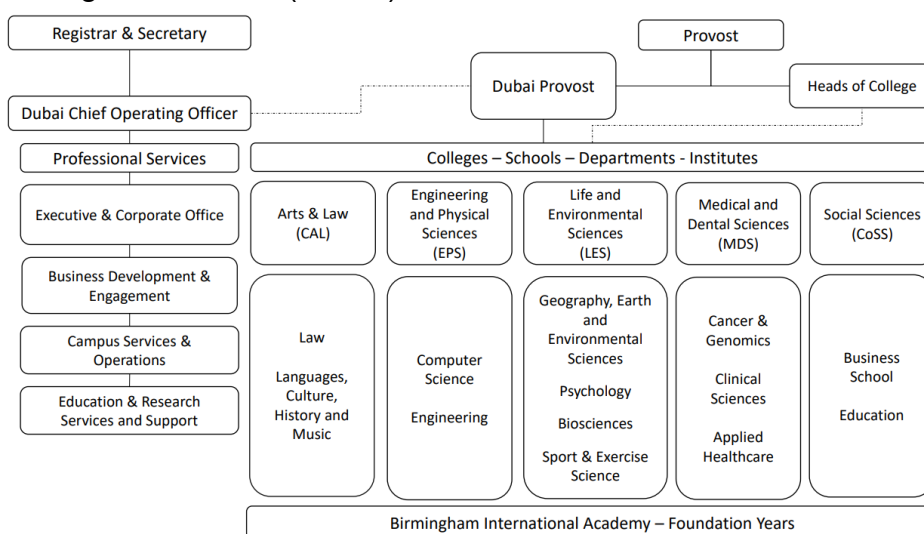 Registrar & Secretary
Provost
Dubai Provost
Heads of College
Dubai Chief Operating Officer
Professional Services
Colleges – Schools – Departments - Institutes
Executive & Corporate Office
Arts & Law
(CAL)
Engineering
and Physical
Sciences
(EPS)
Life and
Environmental
Sciences
(LES)
Medical and
Dental Sciences
(MDS)
Social Sciences
(CoSS)
Business Development &
Engagement
Campus Services &
Operations
Education & Research
Services and Support
Law
Languages,
Culture,
History and
Music
Computer
Science
Engineering
Geography, Earth
and
Environmental
Sciences
Psychology
Biosciences
Sport & Exercise
Science
Cancer &
Genomics
Clinical
Sciences
Applied
Healthcare
Business
School
Education
Birmingham International Academy – Foundation Years